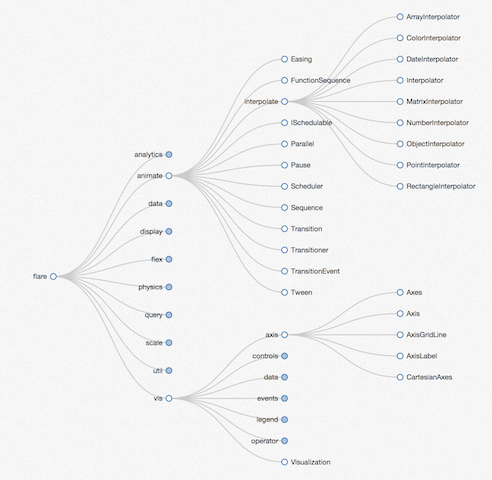 flare
analytics
animate
data
display
flex
physics
query
scale
util
vis
Easing
FunctionSequence
interpolate
ISchedulable
Parallel
Pause
Scheduler
Sequence
Transition
Transitioner
TransitionEvent
Tween
ArrayInterpolator
ColorInterpolator
DateInterpolator
Interpolator
MatrixInterpolator
NumberInterpolator
ObjectInterpolator
PointInterpolator
RectangleInterpolator
axis
controls
data
events
legend
operator
Visualization
Axes
Axis
AxisGridLine
AxisLabel
CartesianAxes